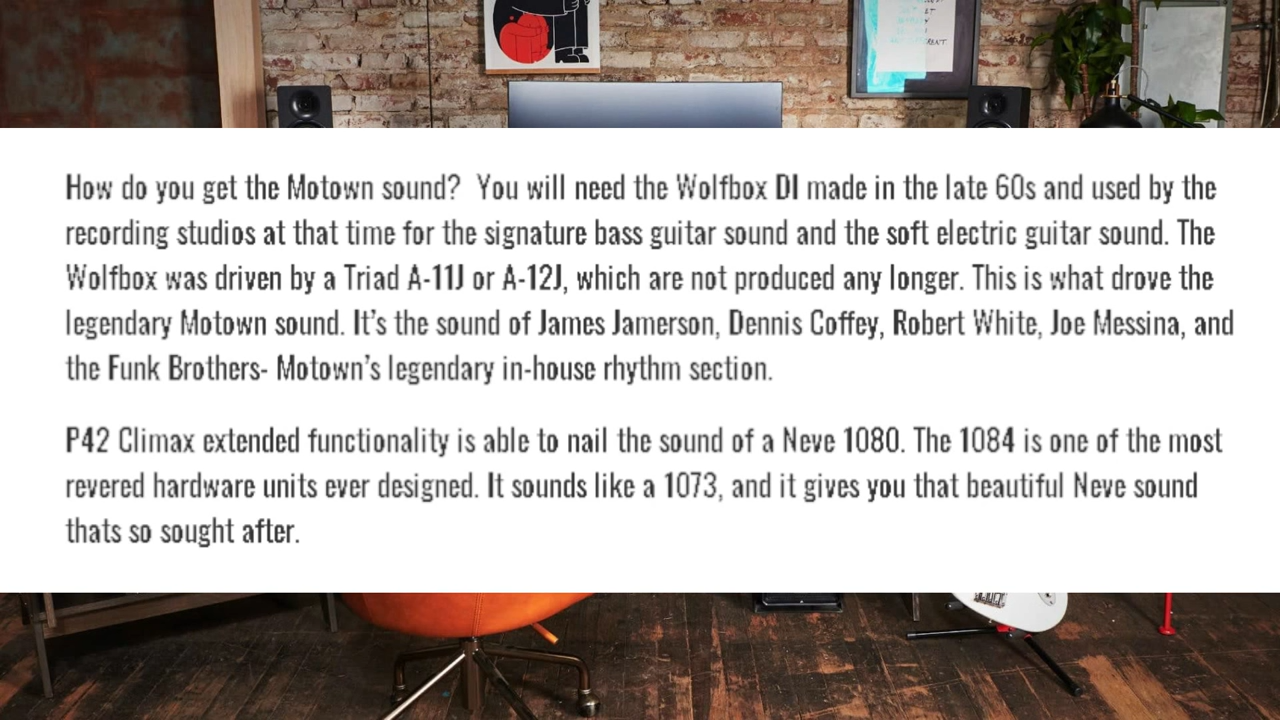 ET
Y
I
ERENT
How do you get the Motown sound?  You will need the Wolfbox DI made in the late 60s and used by the
recording studios at that time for the signature bass guitar sound and the soft electric guitar sound. The
Wolfbox was driven by a Triad A-11J or A-12J, which are not produced any longer. This is what drove the
legendary Motown sound. It’s the sound of James Jamerson, Dennis Coffey, Robert White, Joe Messina, and
the Funk Brothers- Motown’s legendary in-house rhythm section.
P42 Climax extended functionality is able to nail the sound of a Neve 1080. The 1084 is one of the most
revered hardware units ever designed. It sounds like a 1073, and it gives you that beautiful Neve sound
thats so sought after.